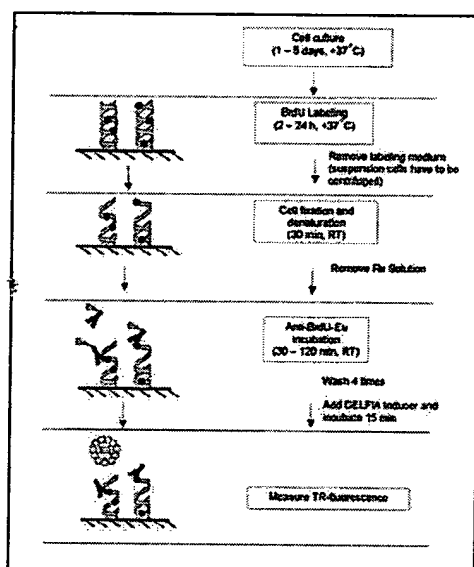 Cell culture
(1 – 5 days, +37°C)
BrdU Labeling
(2 – 24 h, +37°C)
Remove labeling medium
(suspension cells have to be
centrifuged)
Cell fixation and
denaturation
(30 min, RT)
Remove Fix Solution
Anti-BrdU-Eu
incubation
(30 – 120 min, RT)
Wash 4 times
Add DELFIA Inducer and
incubate 15 min
Measure TR-fluorescence